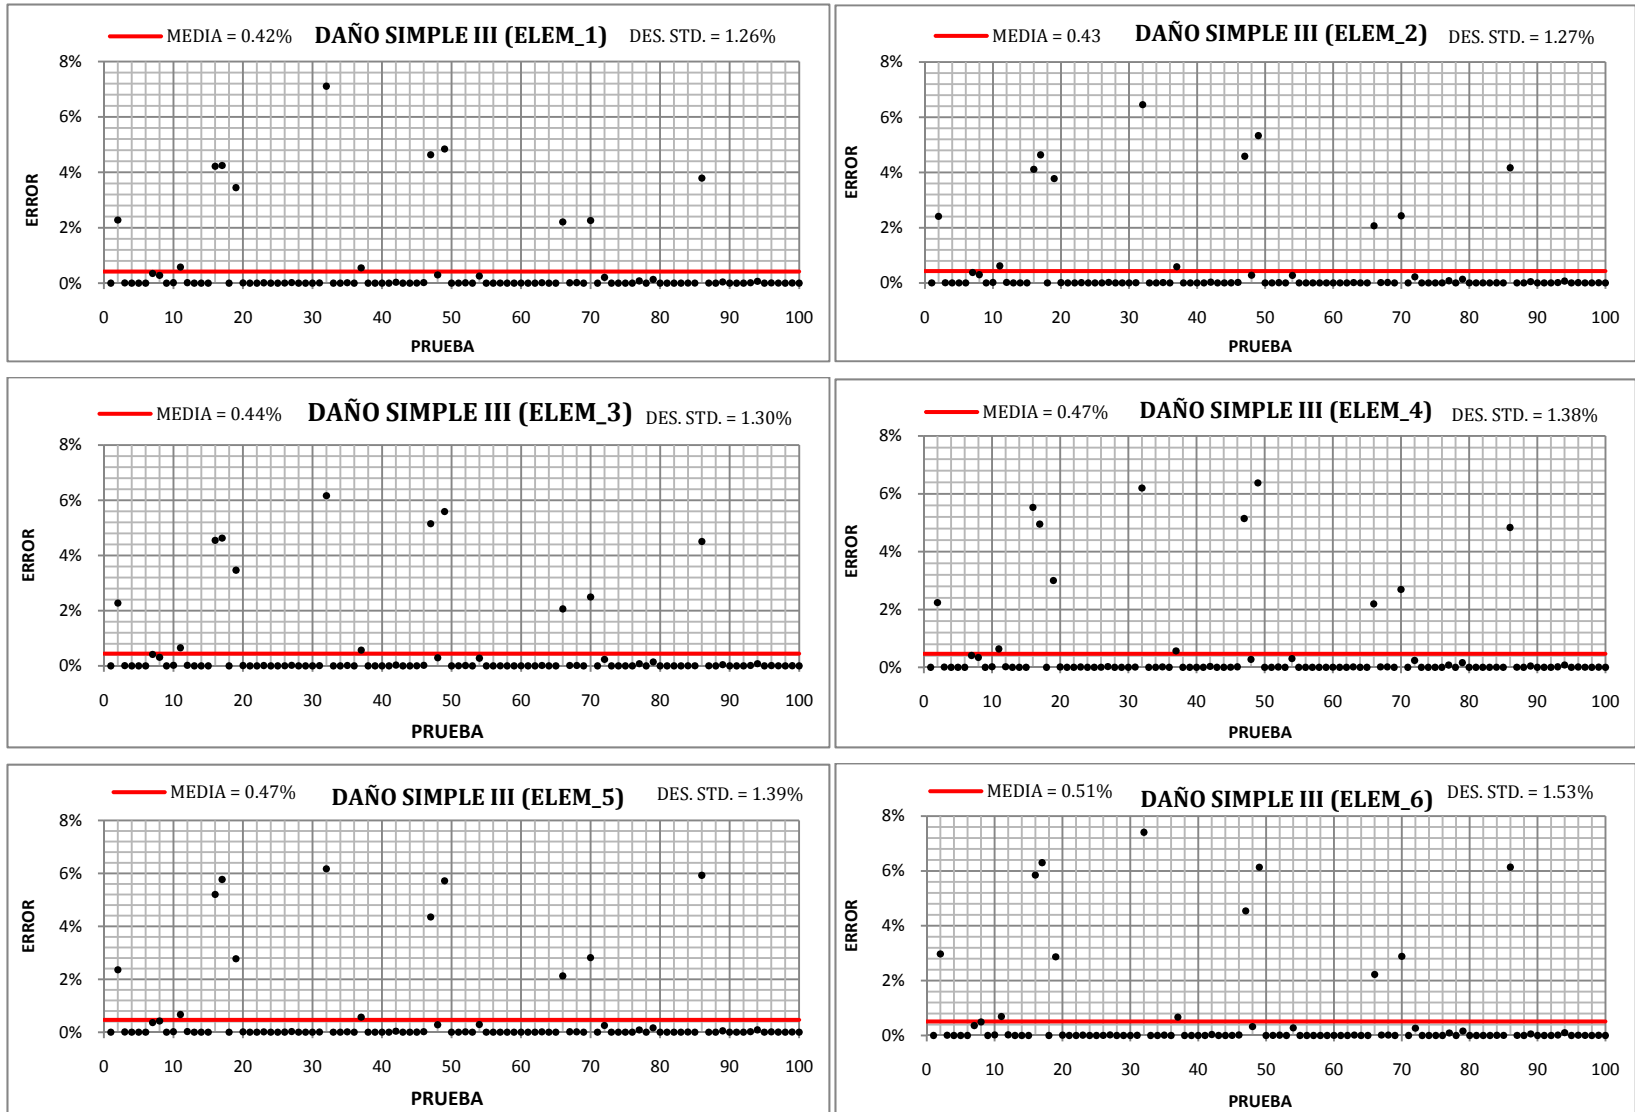 MEDIA = 0.42% DAÑO SIMPLE III (ELEM_1) DES. STD. = 1.26%
8%
6%
4%
2%
0%
ERROR
0 10 20 30 40 50 60 70 80 90 100
PRUEBA
MEDIA = 0.43 DAÑO SIMPLE III (ELEM_2) DES. STD. = 1.27%
8%
6%
4%
2%
0%
ERROR
0 10 20 30 40 50 60 70 80 90 100
PRUEBA
MEDIA = 0.44% DAÑO SIMPLE III (ELEM_3) DES. STD. = 1.30%
8%
6%
4%
2%
0%
ERROR
0 10 20 30 40 50 60 70 80 90 100
PRUEBA
MEDIA = 0.47% DAÑO SIMPLE III (ELEM_4) DES. STD. = 1.38%
8%
6%
4%
2%
0%
ERROR
0 10 20 30 40 50 60 70 80 90 100
PRUEBA
MEDIA = 0.47% DAÑO SIMPLE III (ELEM_5) DES. STD. = 1.39%
8%
6%
4%
2%
0%
ERROR
0 10 20 30 40 50 60 70 80 90 100
PRUEBA
MEDIA = 0.51% DAÑO SIMPLE III (ELEM_6) DES. STD. = 1.53%
8%
6%
4%
2%
0%
ERROR
0 10 20 30 40 50 60 70 80 90 100
PRUEBA